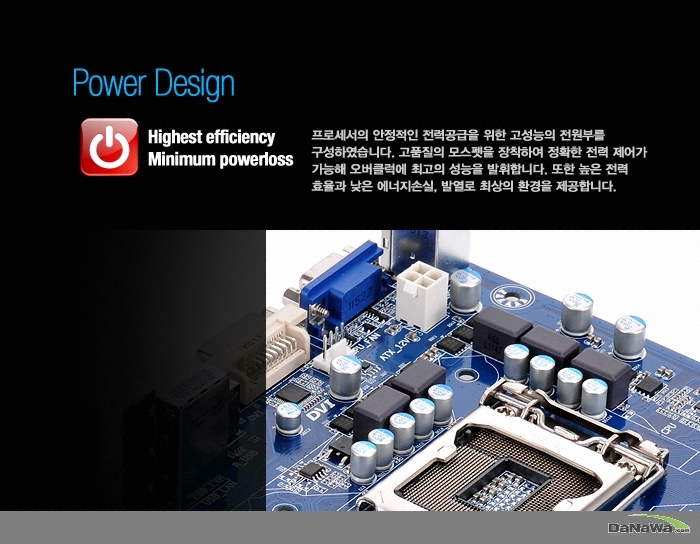 Power Design
Highest efficiency
Minimum powerloss
프로세서의 안정적인 전력공급을 위한 고성능의 전원부를
구성하였습니다. 고품질의 모스펫을 장착하여 정확한 전력 제어가
가능해 오버클럭에 최고의 성능을 발휘합니다. 또한 높은 전력
효율과 낮은 에너지손실, 발열로 최상의 환경을 제공합니다.
ATX_12V
DVI
CPU
DaNaWa.com